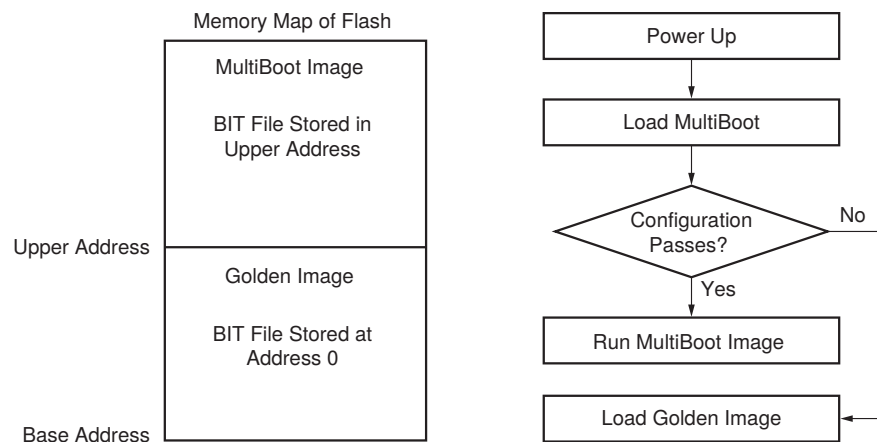 Memory Map of Flash
MultiBoot Image
BIT File Stored in
Upper Address
Upper Address
Golden Image
BIT File Stored at
Address 0
Base Address
Power Up
Load MultiBoot
Configuration
Passes?
No
Yes
Run MultiBoot Image
Load Golden Image